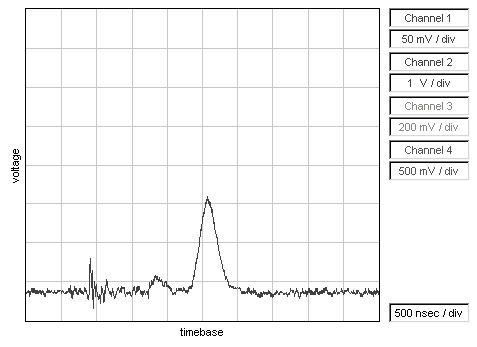 Channel 1
50 mV / div
Channel 2
1 V / div
Channel 3
200 mV / div
Channel 4
500 mV / div
voltage
500 nsec / div
timebase